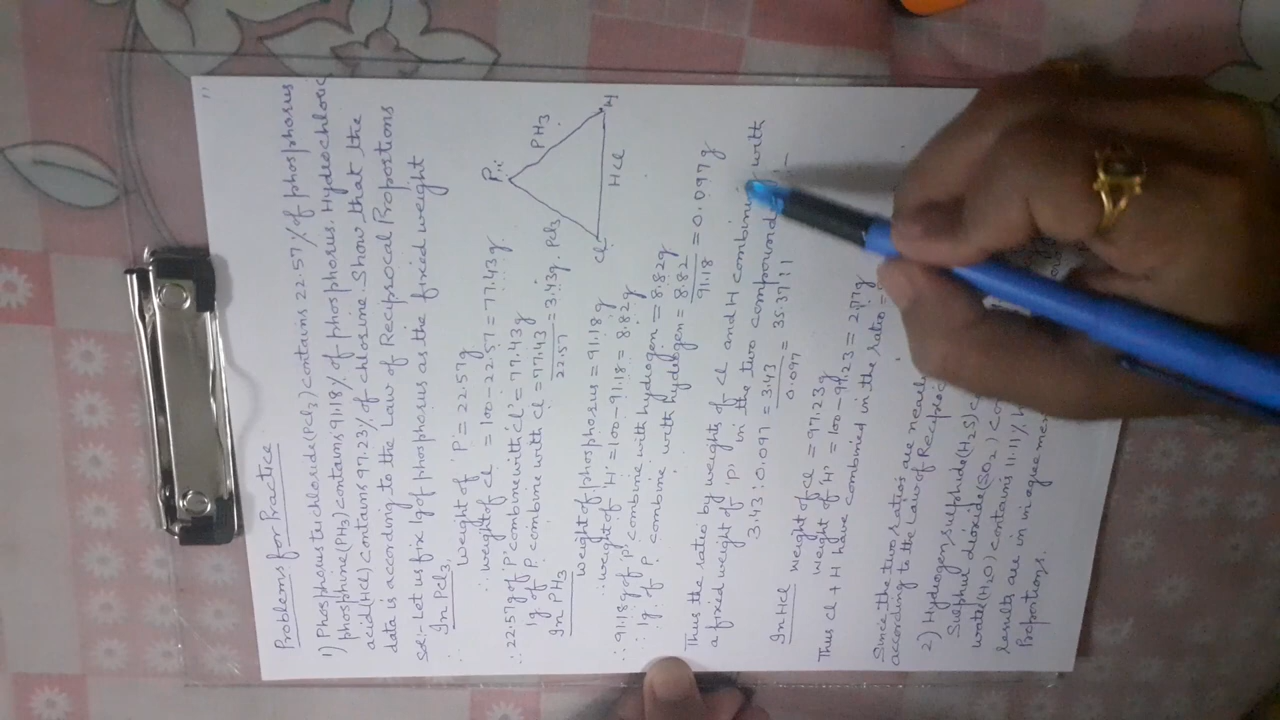 Problems for Practice
1) Phosphorus trichloride (PCl3) contains 22.57% of phosphorus
phosphine (PH3) contains 91.18% of phosphorus. Hydrochloric
acid (HCl) contains 97.23% of chlorine. Show that the
data is according to the Law of Reciprocal Proportions
Sol:- Let us fix 1g of phosphorus as the fixed weight
In PCl3,
Weight of 'P' = 22.57g
∴ weight of Cl = 100-22.57 = 77.43g
∴ 22.57g of 'P' combine with 'Cl' = 77.43g
1g. of P combine with Cl = 77.43/22.57 = 3.43g.
P
PCl3
PH3
Cl
H
HCl
In PH3
weight of phosphorus = 91.18g
∴ weight of 'H' = 100-91.18 = 8.82g
∴ 91.18g of 'P' combine with hydrogen = 8.82g
∴ 1g. of P combine with hydrogen = 8.82/91.18 = 0.097g
Thus the ratio by weights of Cl and H combining with
a fixed weight of 'P' in the two compounds
3.43 : 0.097 = 3.43/0.097 = 35.37:1
In HCl
weight of Cl = 97.23g
weight of 'H' = 100-97.23 = 2.77g
Thus Cl + H have combined in the ratio =
Since the two ratios are
according to the Law of
2) Hydrogen sulphide (H2S)
Sulphur dioxide (SO2)
water (H2O) contains 11.11%
results are in
Proportions.